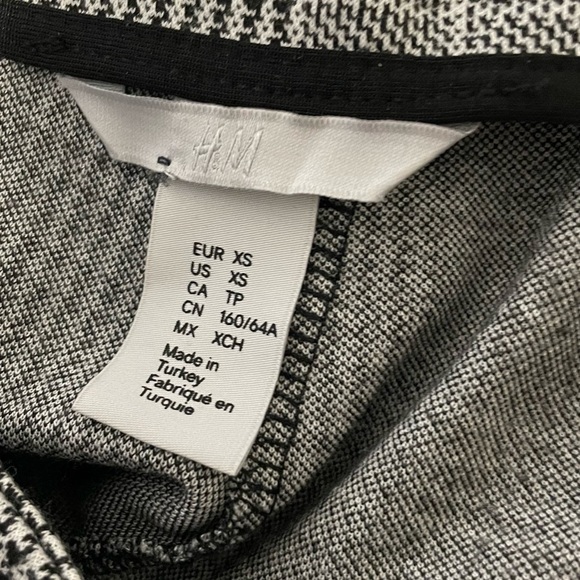 H&M
EUR XS
US XS
CA TP
CN 160/64A
MX XCH
Made in
Turkey
Fabriqué en
Turquie